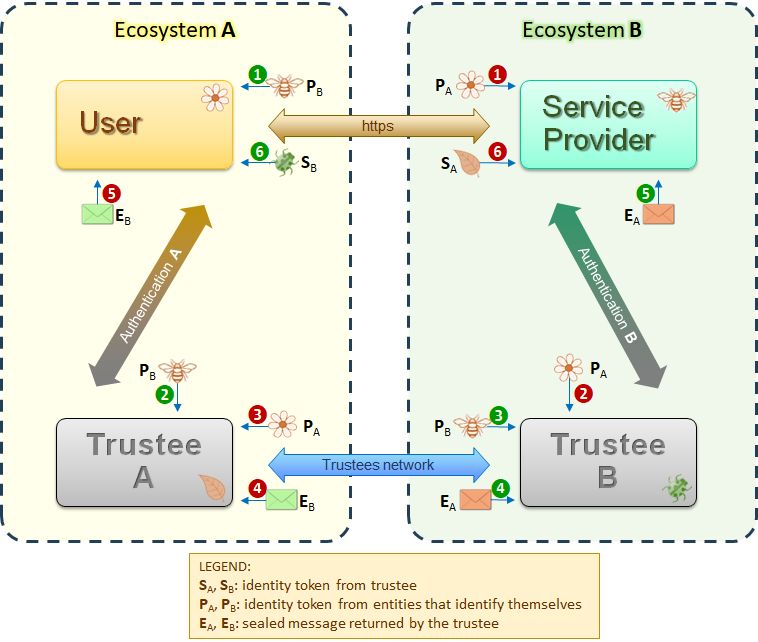 Ecosystem A
Ecosystem B
1
P_B
P_A
1
User
Service
Provider
https
6
S_B
S_A
6
5
E_B
5
E_A
Authentication A
Authentication B
P_B
2
P_A
2
3
P_A
P_B
3
Trustee
A
Trustee
B
Trustees network
4
E_B
E_A
4
LEGEND:
S_A, S_B: identity token from trustee
P_A, P_B: identity token from entities that identify themselves
E_A, E_B: sealed message returned by the trustee